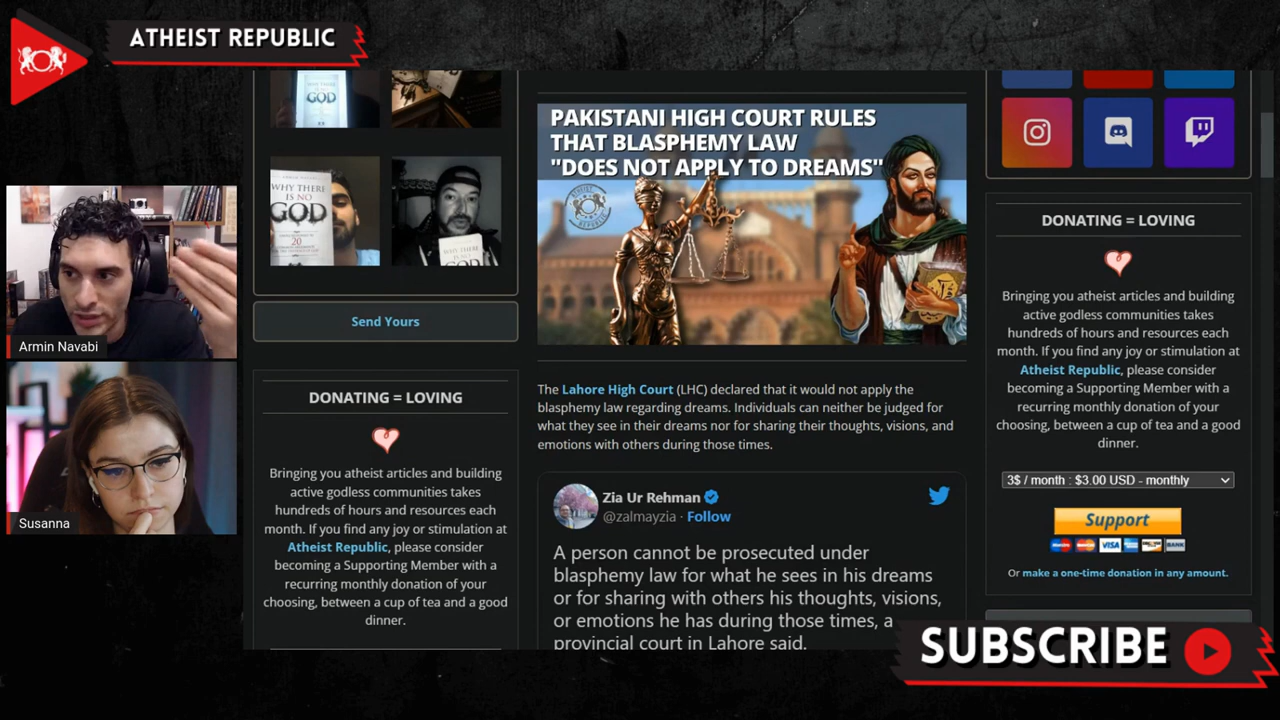 ATHEIST REPUBLIC
Armin Navabi
Susanna
WHY THERE
IS NO
GOD
WHY THERE
IS NO
GOD
20
WHY THERE
IS NO
GOD
Send Yours
DONATING = LOVING
Bringing you atheist articles and building
active godless communities takes
hundreds of hours and resources each
month. If you find any joy or stimulation at
Atheist Republic, please consider
becoming a Supporting Member with a
recurring monthly donation of your
choosing, between a cup of tea and a good
dinner.
PAKISTANI HIGH COURT RULES
THAT BLASPHEMY LAW
"DOES NOT APPLY TO DREAMS"
ATHEIST
REPUBLIC
The Lahore High Court (LHC) declared that it would not apply the
blasphemy law regarding dreams. Individuals can neither be judged for
what they see in their dreams nor for sharing their thoughts, visions, and
emotions with others during those times.
Zia Ur Rehman
@zalmayzia · Follow
A person cannot be prosecuted under
blasphemy law for what he sees in his dreams
or for sharing with others his thoughts, visions,
or emotions he has during those times, a
provincial court in Lahore said.
DONATING = LOVING
Bringing you atheist articles and building
active godless communities takes
hundreds of hours and resources each
month. If you find any joy or stimulation at
Atheist Republic, please consider
becoming a Supporting Member with a
recurring monthly donation of your
choosing, between a cup of tea and a good
dinner.
3$ / month : $3.00 USD - monthly
Support
VISA
BANK
Or make a one-time donation in any amount.
SUBSCRIBE